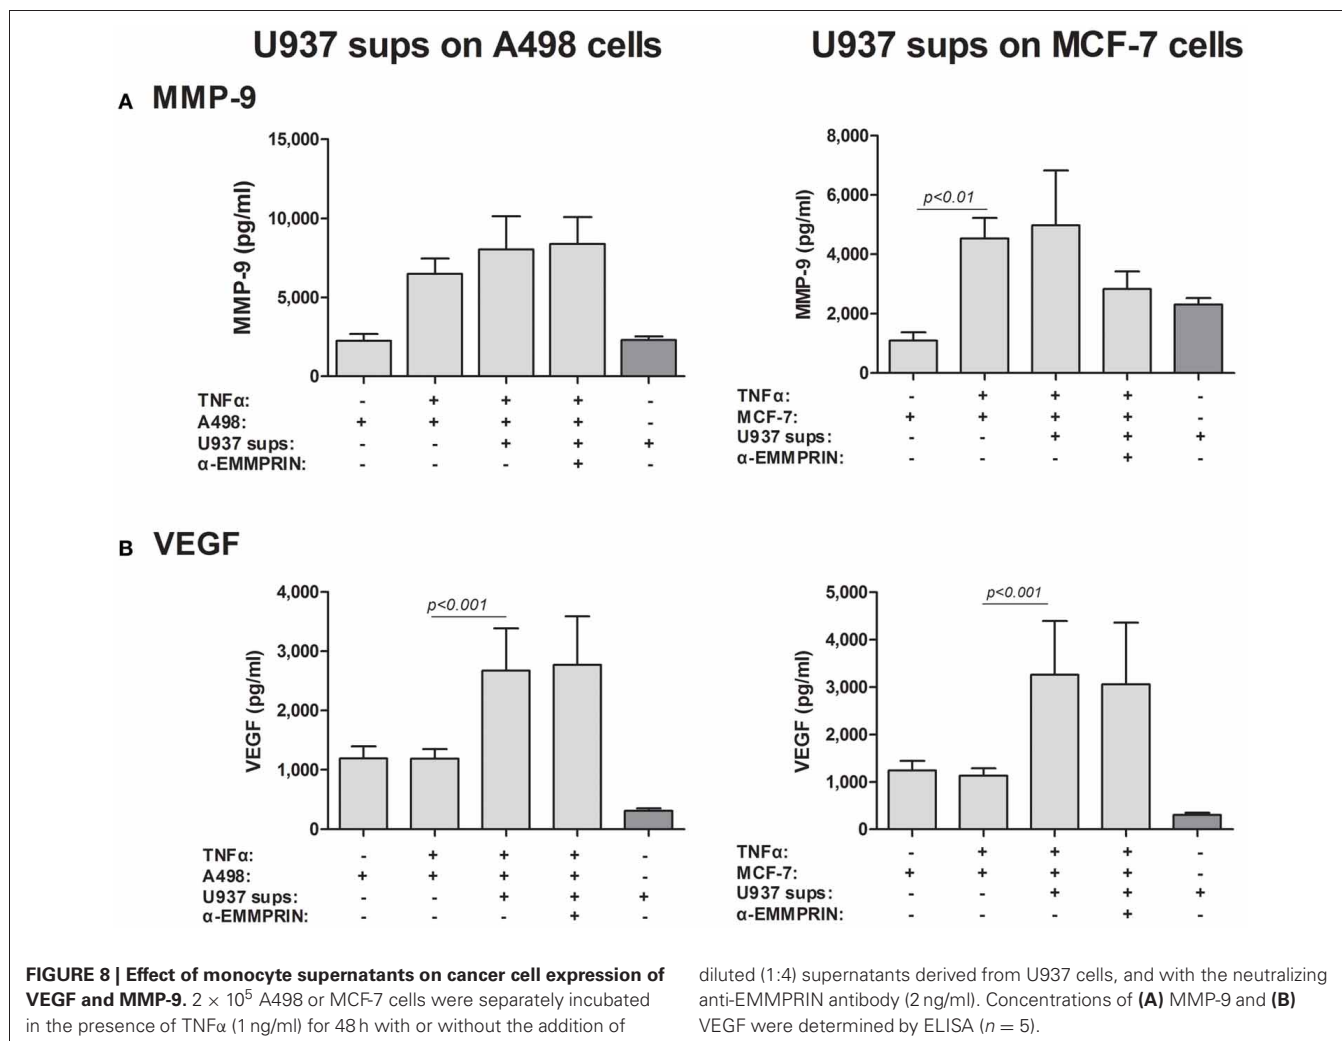 U937 sups on A498 cells
U937 sups on MCF-7 cells
A MMP-9
15,000
10,000
5,000
0
MMP-9 (pg/ml)
TNFα: - + + + -
A498: + + + + -
U937 sups: - - + + +
α-EMMPRIN: - - - + -
8,000
6,000
4,000
2,000
0
MMP-9 (pg/ml)
p<0.01
TNFα: - + + + -
MCF-7: + + + + -
U937 sups: - - + + +
α-EMMPRIN: - - - + -
B VEGF
4,000
3,000
2,000
1,000
0
VEGF (pg/ml)
p<0.001
TNFα: - + + + -
A498: + + + + -
U937 sups: - - + + +
α-EMMPRIN: - - - + -
5,000
4,000
3,000
2,000
1,000
0
VEGF (pg/ml)
p<0.001
TNFα: - + + + -
MCF-7: + + + + -
U937 sups: - - + + +
α-EMMPRIN: - - - + -
FIGURE 8 | Effect of monocyte supernatants on cancer cell expression of
VEGF and MMP-9. 2 × 10⁵ A498 or MCF-7 cells were separately incubated
in the presence of TNFα (1 ng/ml) for 48 h with or without the addition of
diluted (1:4) supernatants derived from U937 cells, and with the neutralizing
anti-EMMPRIN antibody (2 ng/ml). Concentrations of (A) MMP-9 and (B)
VEGF were determined by ELISA (n = 5).